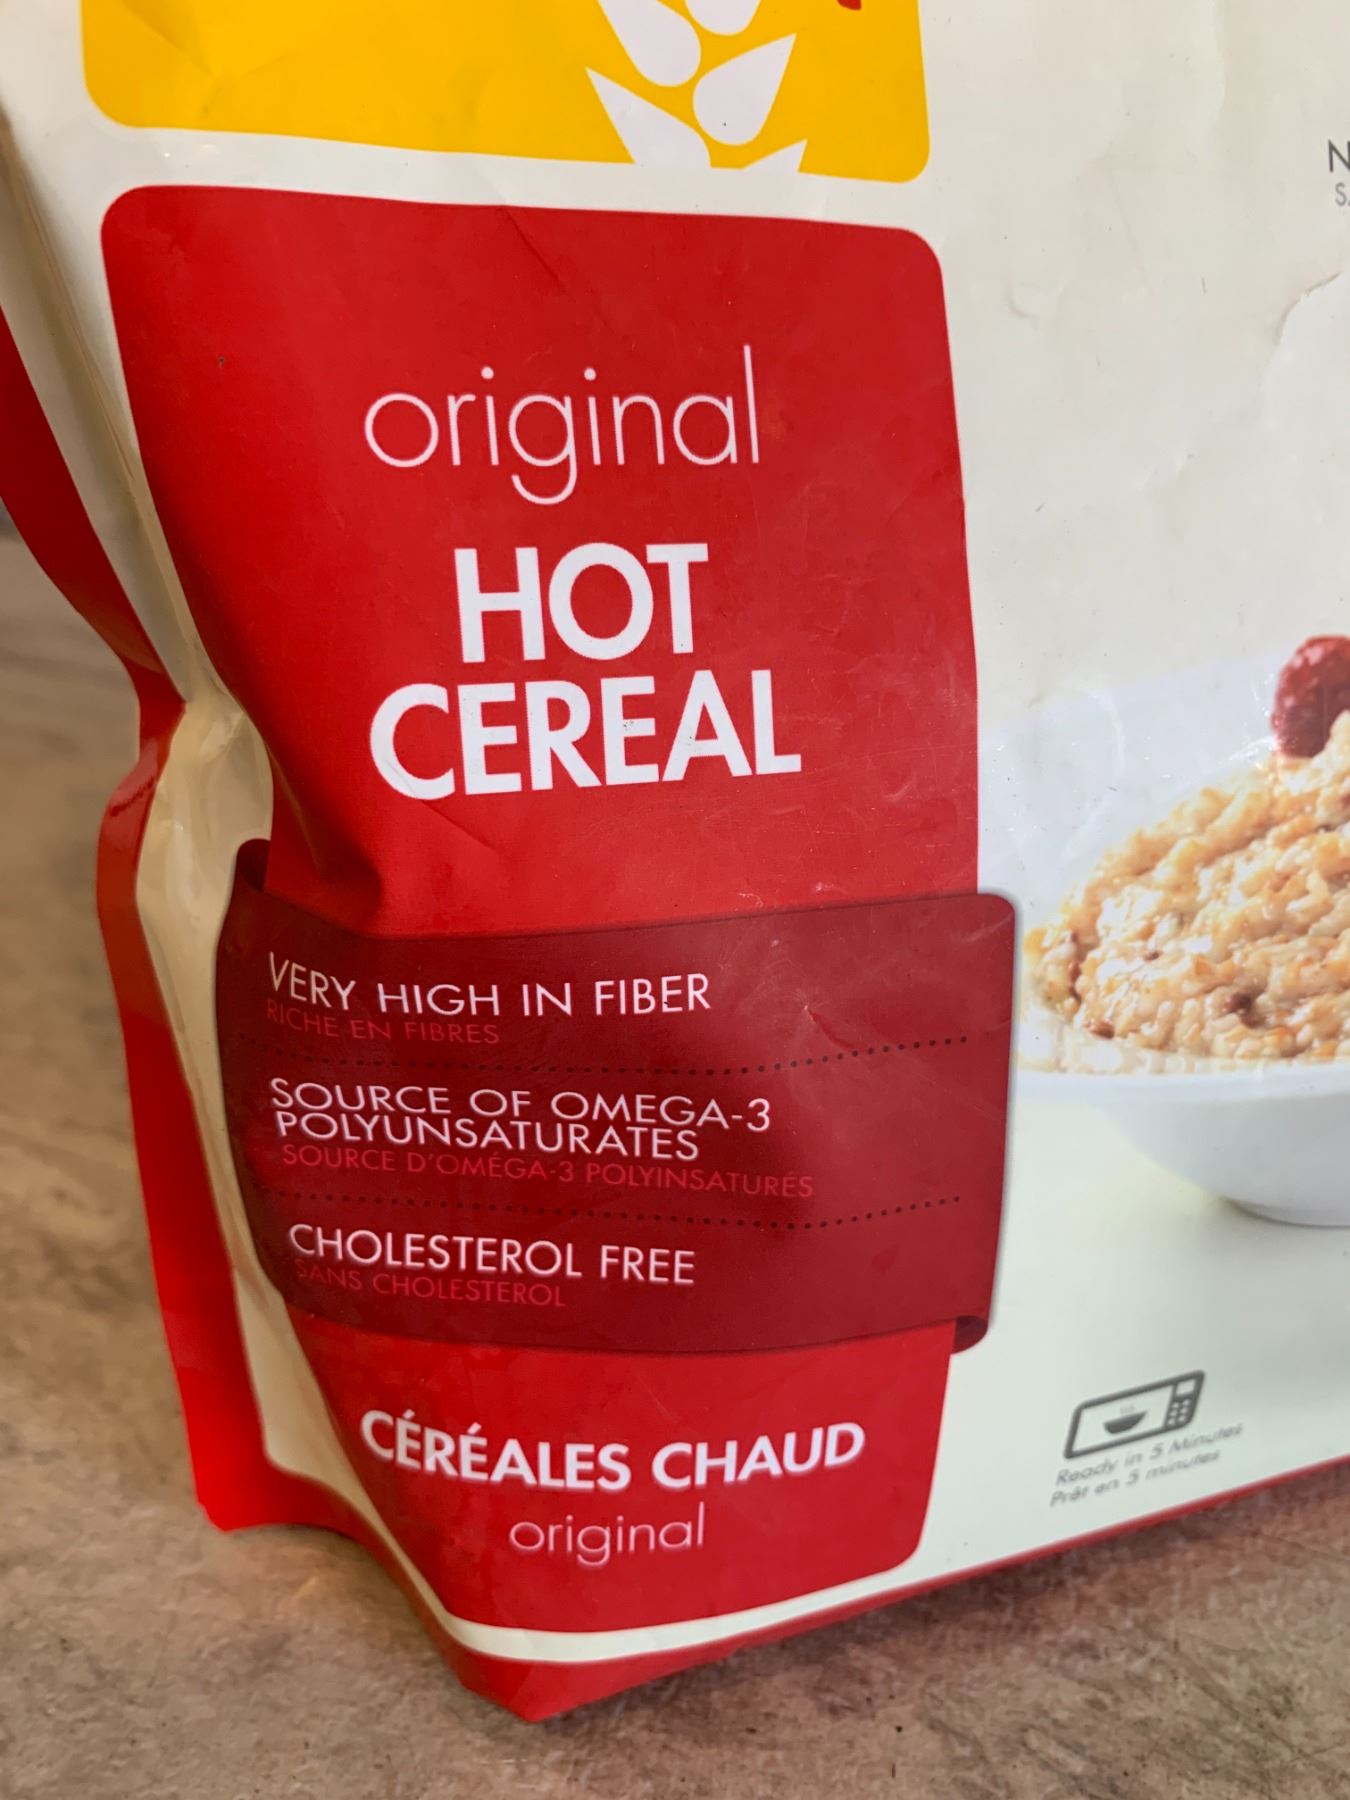 original
HOT
CEREAL
VERY HIGH IN FIBER
RICHE EN FIBRES
SOURCE OF OMEGA-3
POLYUNSATURATES
SOURCE D'OMÉGA-3 POLYINSATURÉS
CHOLESTEROL FREE
SANS CHOLESTEROL
CÉRÉALES CHAUD
original
Ready in 5 Minutes
Prêt en 5 minutes